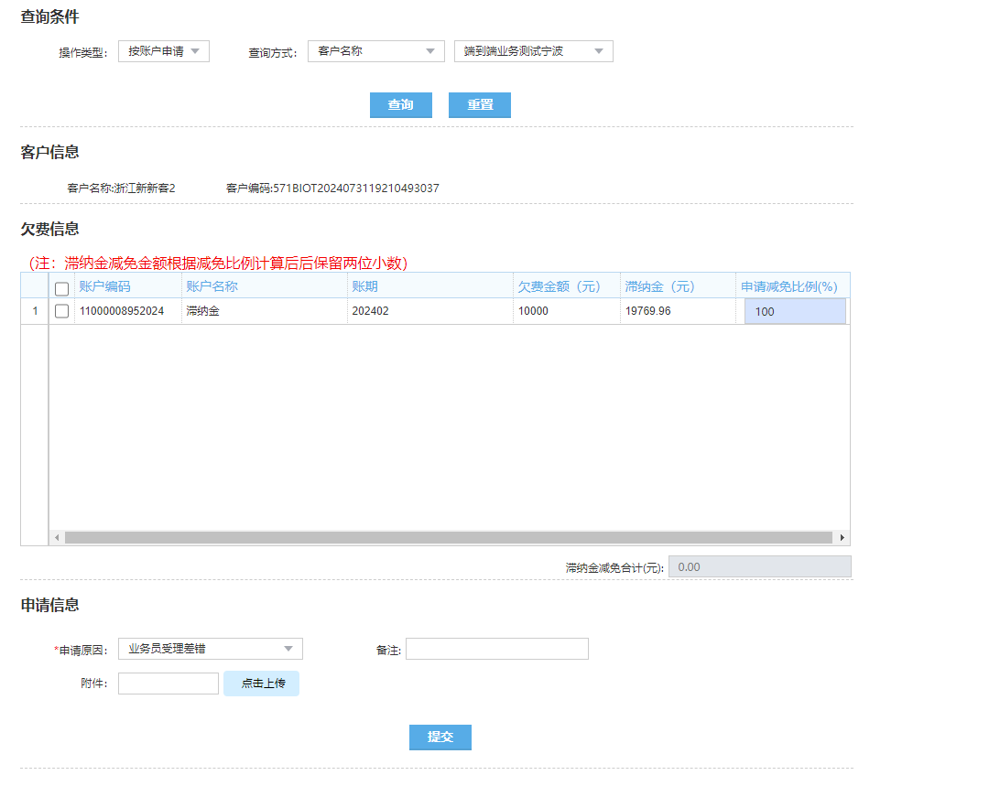 查询条件
操作类型: 按账户申请 查询方式: 客户名称 端到端业务测试宁波
查询 重置
客户信息
客户名称:浙江新新客2 客户编码:571BIOT2024073119210493037
欠费信息
（注：滞纳金减免金额根据减免比例计算后后保留两位小数）
账户编码 账户名称 账期 欠费金额（元） 滞纳金（元） 申请减免比例(%)
1 11000008952024 滞纳金 202402 10000 19769.96 100
滞纳金减免合计(元): 0.00
申请信息
*申请原因: 业务员受理差错 备注:
附件: 点击上传
提交